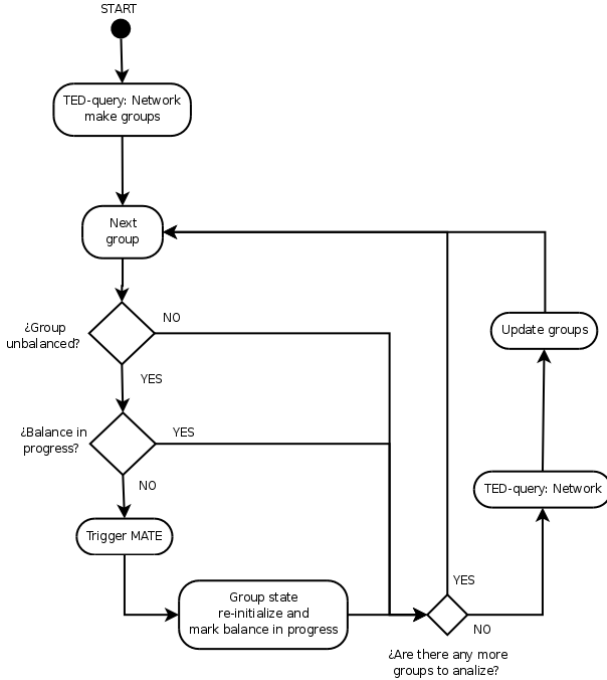 START
TED-query: Network
make groups
Next
group
¿Group
unbalanced?
NO
YES
¿Balance in
progress?
YES
NO
Trigger MATE
Group state
re-initialize and
mark balance in progress
Update groups
TED-query: Network
YES
NO
¿Are there any more
groups to analize?